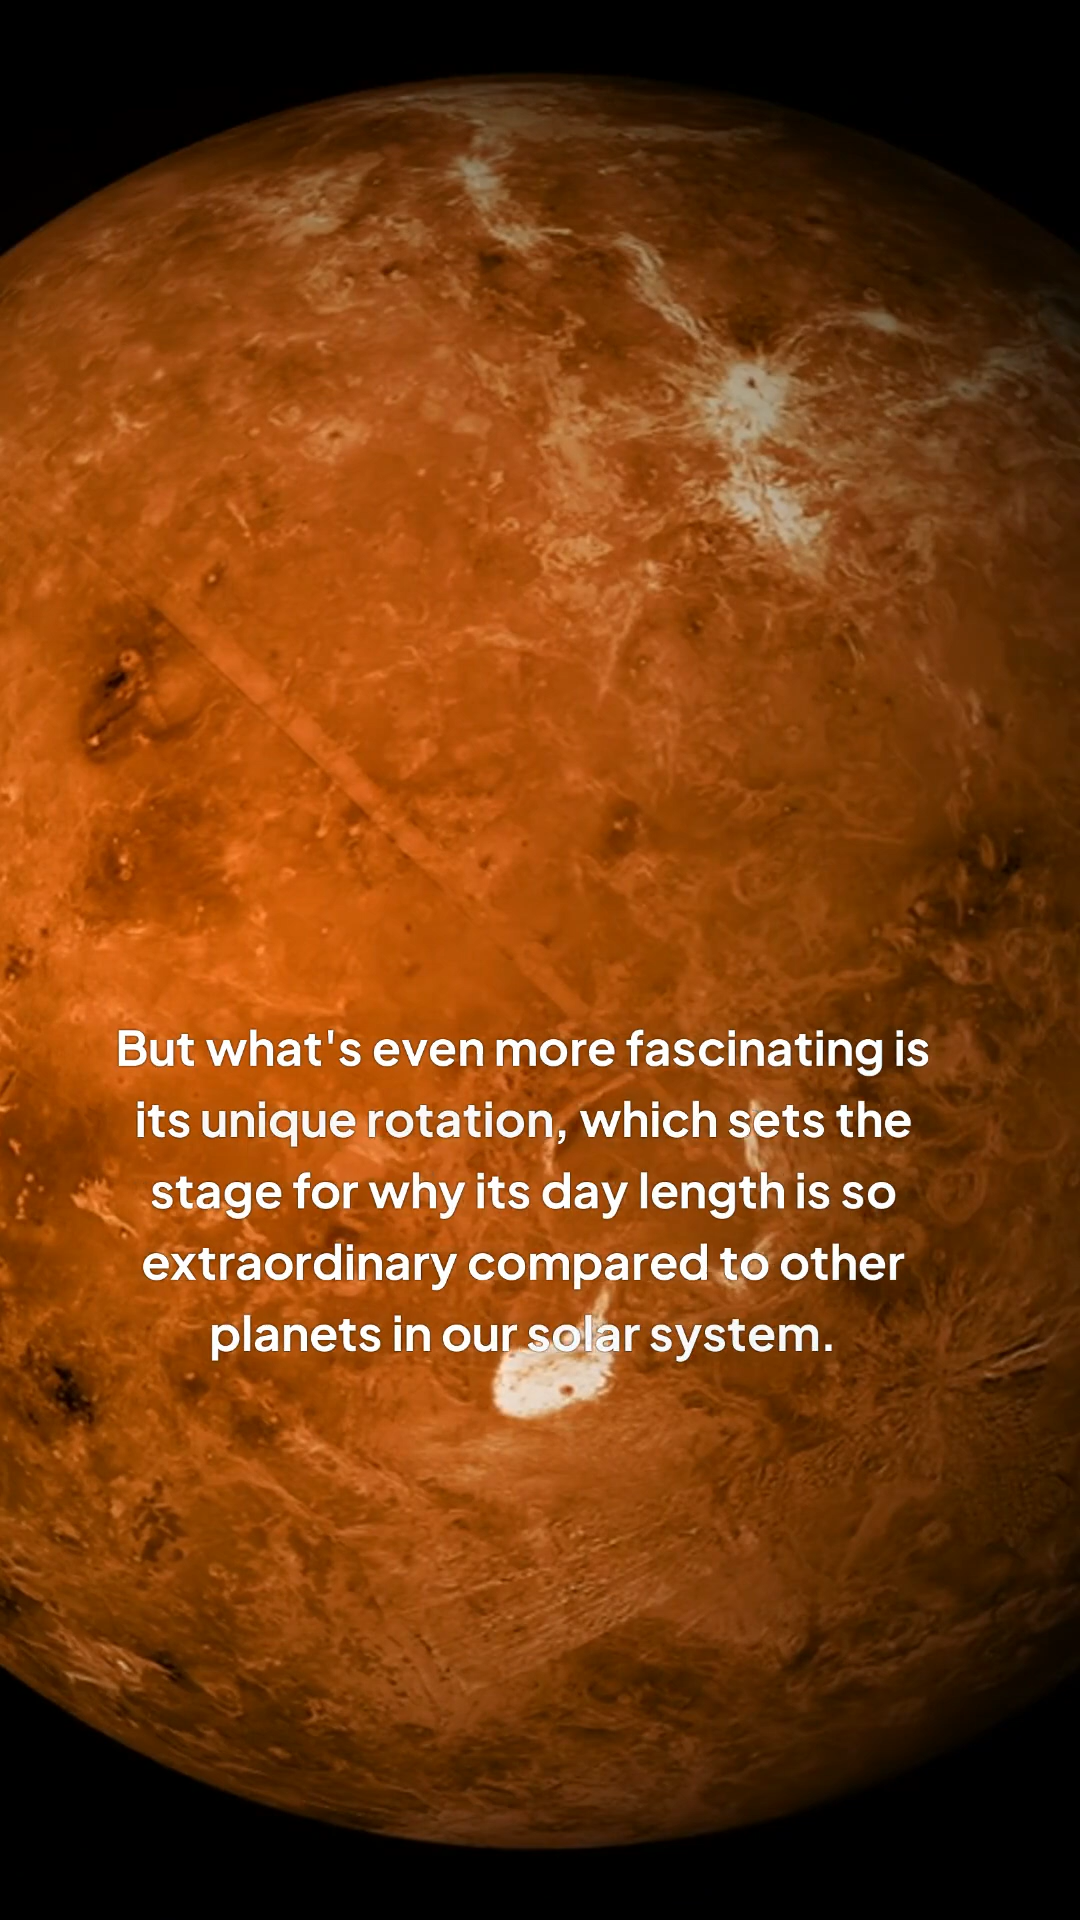 But what's even more fascinating is
its unique rotation, which sets the
stage for why its day length is so
extraordinary compared to other
planets in our solar system.